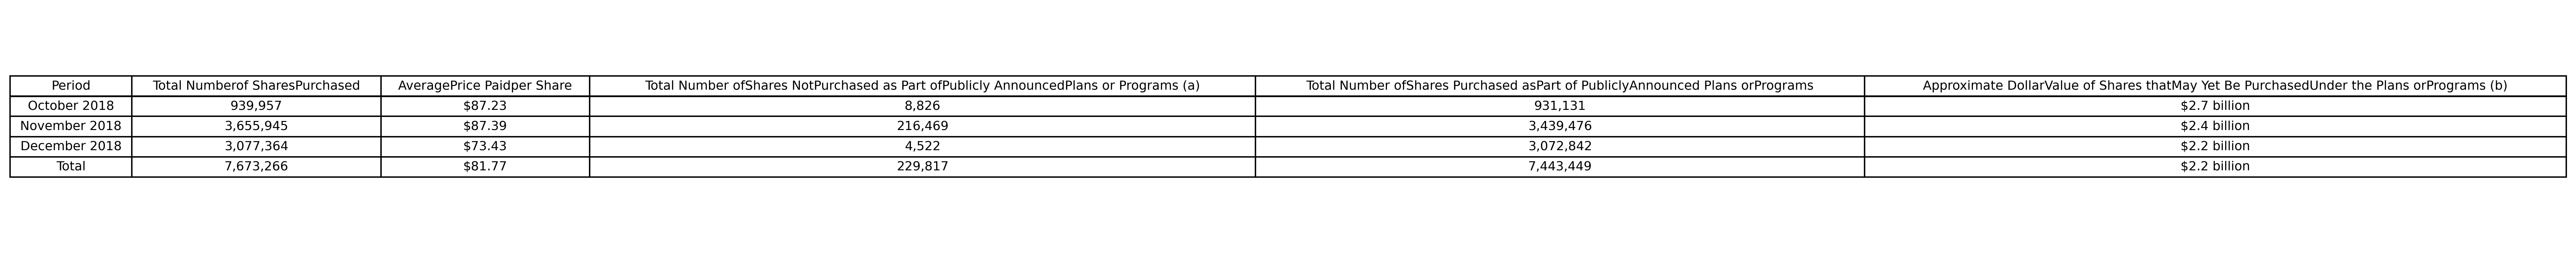 Period Total Numberof SharesPurchased AveragePrice Paidper Share Total Number ofShares NotPurchased as Part ofPublicly AnnouncedPlans or Programs (a) Total Number ofShares Purchased asPart of PubliclyAnnounced Plans orPrograms Approximate DollarValue of Shares thatMay Yet Be PurchasedUnder the Plans orPrograms (b)
October 2018 939,957 $87.23 8,826 931,131 $2.7 billion
November 2018 3,655,945 $87.39 216,469 3,439,476 $2.4 billion
December 2018 3,077,364 $73.43 4,522 3,072,842 $2.2 billion
Total 7,673,266 $81.77 229,817 7,443,449 $2.2 billion